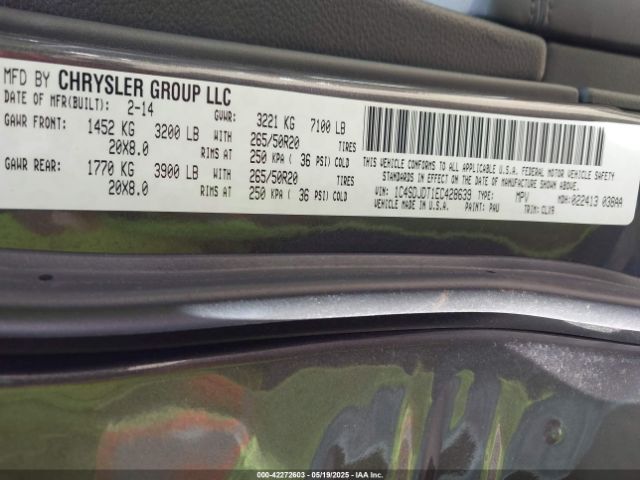 MFD BY CHRYSLER GROUP LLC
DATE OF MFR(BUILT): 2-14 GVWR: 3221 KG 7100 LB
GAWR FRONT: 1452 KG 3200 LB WITH 265/50R20 TIRES
20X8.0 RIMS AT 250 KPA ( 36 PSI) COLD
GAWR REAR: 1770 KG 3900 LB WITH 265/50R20 TIRES
20X8.0 RIMS AT 250 KPA ( 36 PSI) COLD
THIS VEHICLE CONFORMS TO ALL APPLICABLE U.S.A. FEDERAL MOTOR VEHICLE SAFETY
STANDARDS IN EFFECT ON THE DATE OF MANUFACTURE SHOWN ABOVE.
VIN: 1C4SDJDT1EC428639 TYPE: MPV MDH: 022413 038AA
VEHICLE MADE IN U.S.A. PAINT: PAU TRIM: CLX9
000-42272603 - 05/19/2025 - IAA Inc.